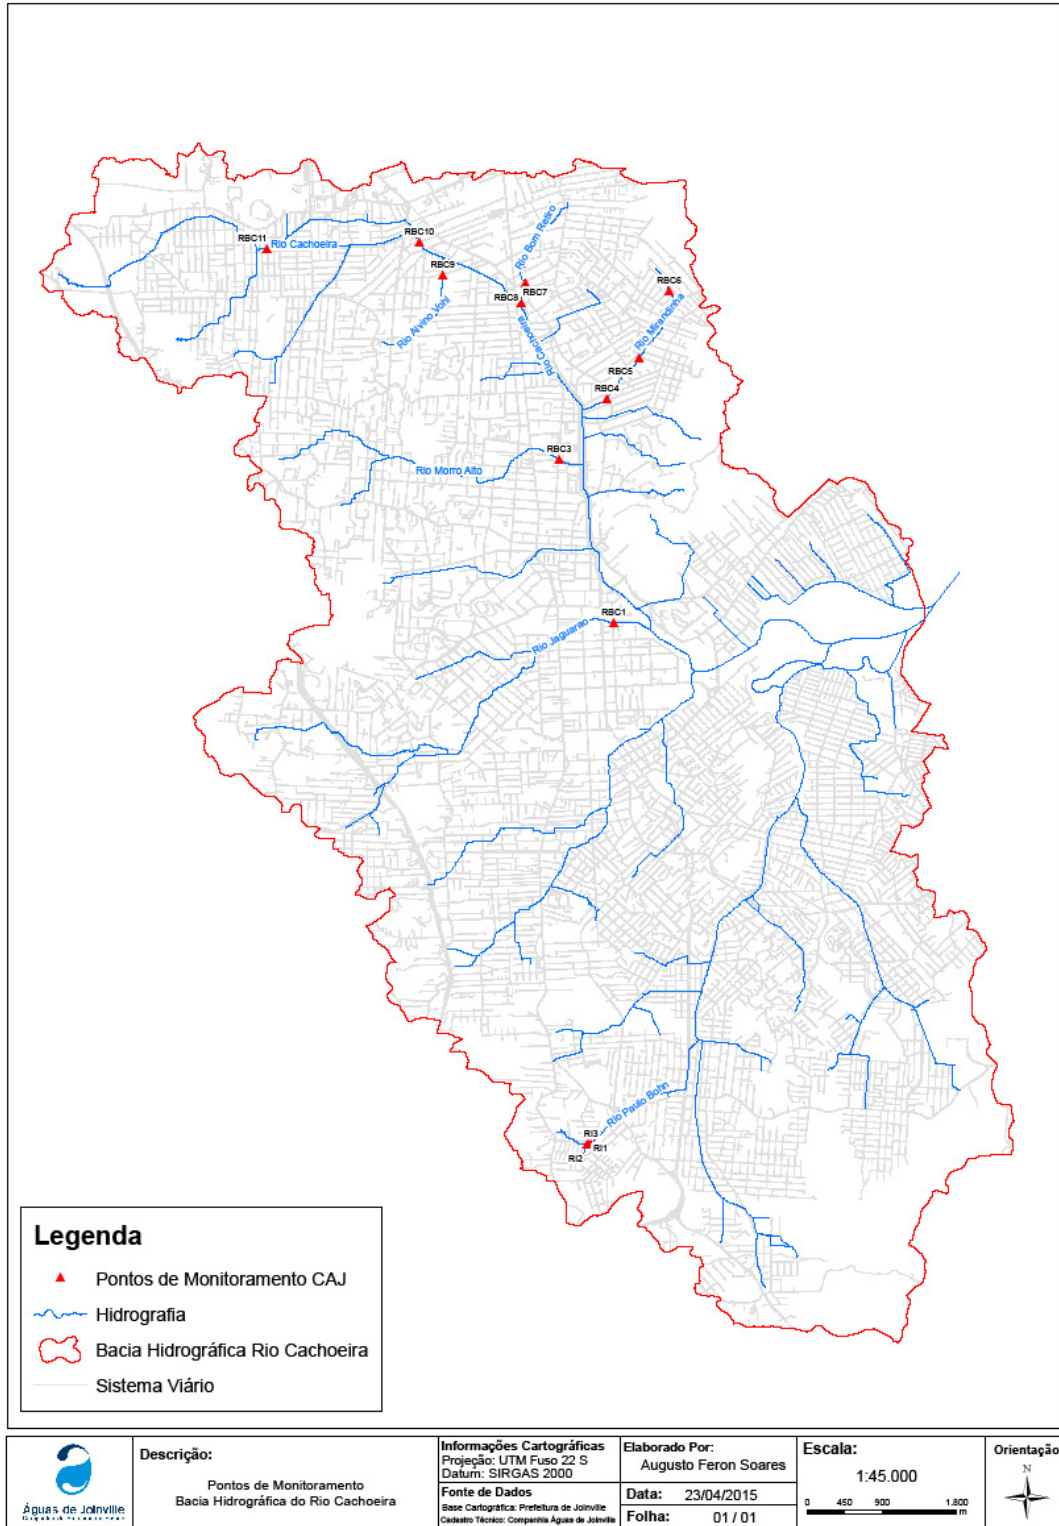 RBC11
Rio Cachoeira
RBC10
RBC9
Rio Alvino Vohl
Rio Bom Retiro
RBC7
RBC8
Rio Cachoeira
RBC6
Rio Mirandinha
RBC5
RBC4
RBC3
Rio Morro Alto
RBC1
Rio Jaguarao
Rio Paulo Bohn
RI3
RI1
RI2
Legenda
Pontos de Monitoramento CAJ
Hidrografia
Bacia Hidrográfica Rio Cachoeira
Sistema Viário
Águas de Joinville
Descrição:
Pontos de Monitoramento
Bacia Hidrográfica do Rio Cachoeira
Informações Cartográficas
Projeção: UTM Fuso 22 S
Datum: SIRGAS 2000
Fonte de Dados
Base Cartográfica: Prefeitura de Joinville
Cadastro Técnico: Companhia Águas de Joinville
Elaborado Por:
Augusto Feron Soares
Data: 23/04/2015
Folha: 01 / 01
Escala:
1:45.000
0 450 900 1.800
m
Orientação
N